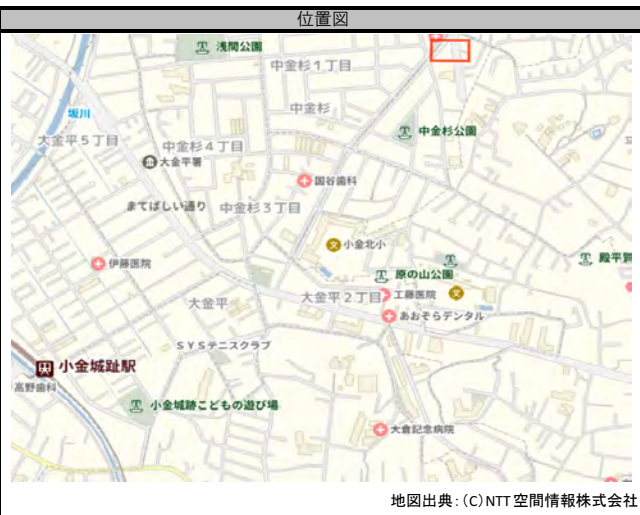 位置図
浅間公園
中金杉1丁目
坂川
中金杉
大金平5丁目
中金杉4丁目
中金杉公園
大金平署
国谷歯科
まてばしい通り
中金杉3丁目
小金北小
殿平賀
伊藤医院
原の山公園
大金平
大金平2丁目
工藤医院
あおぞらデンタル
SYSテニスクラブ
小金城趾駅
高野歯科
小金城跡こどもの遊び場
大倉記念病院
地図出典:(C)NTT空間情報株式会社